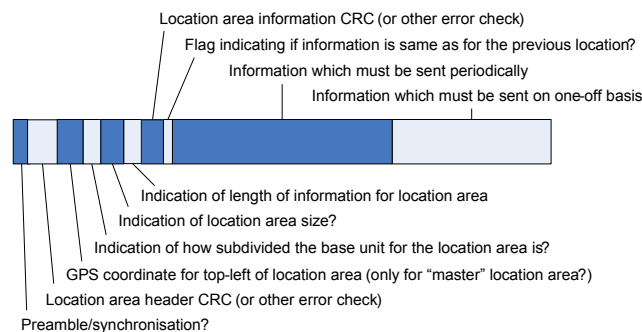 Location area information CRC (or other error check)
Flag indicating if information is same as for the previous location?
Information which must be sent periodically
Information which must be sent on one-off basis
Indication of length of information for location area
Indication of location area size?
Indication of how subdivided the base unit for the location area is?
GPS coordinate for top-left of location area (only for “master” location area?)
Location area header CRC (or other error check)
Preamble/synchronisation?